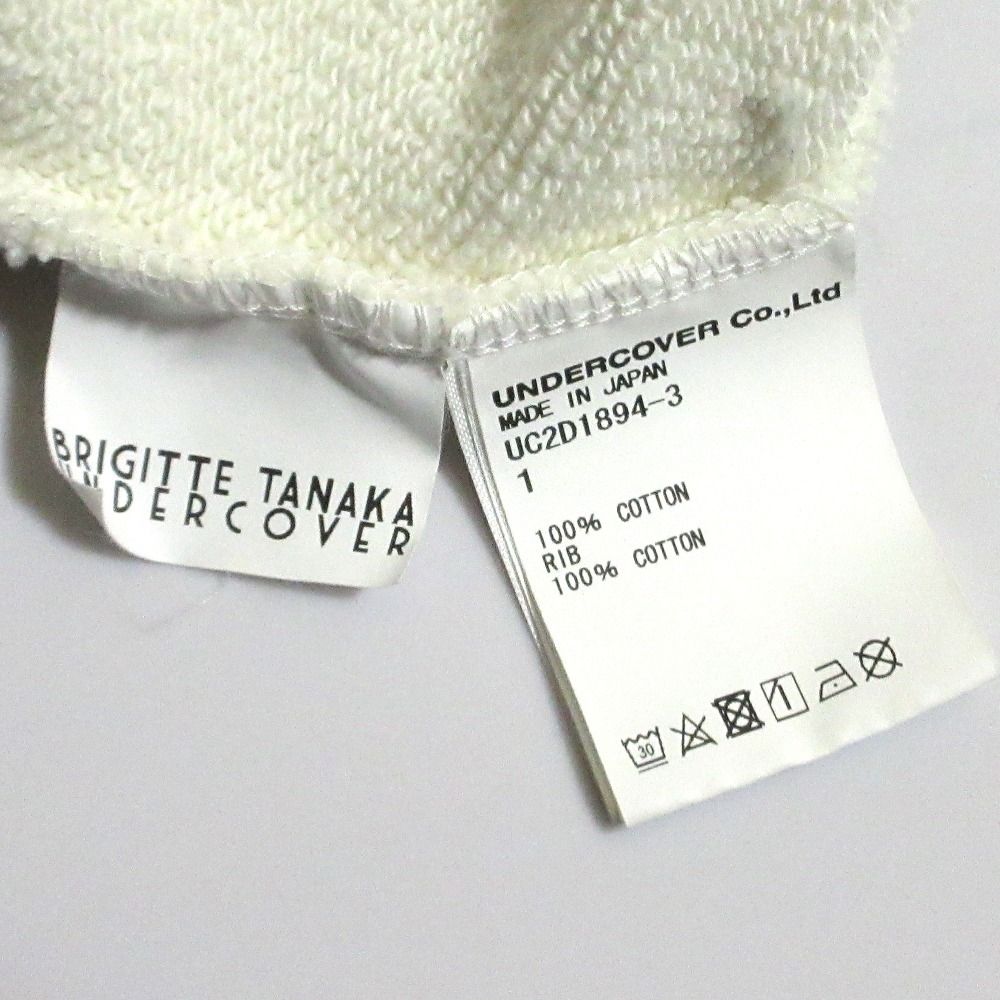 BRIGITTE TANAKA
UNDERCOVER
UNDERCOVER Co.,Ltd
MADE IN JAPAN
UC2D1894-3
1
100% COTTON
RIB
100% COTTON
30